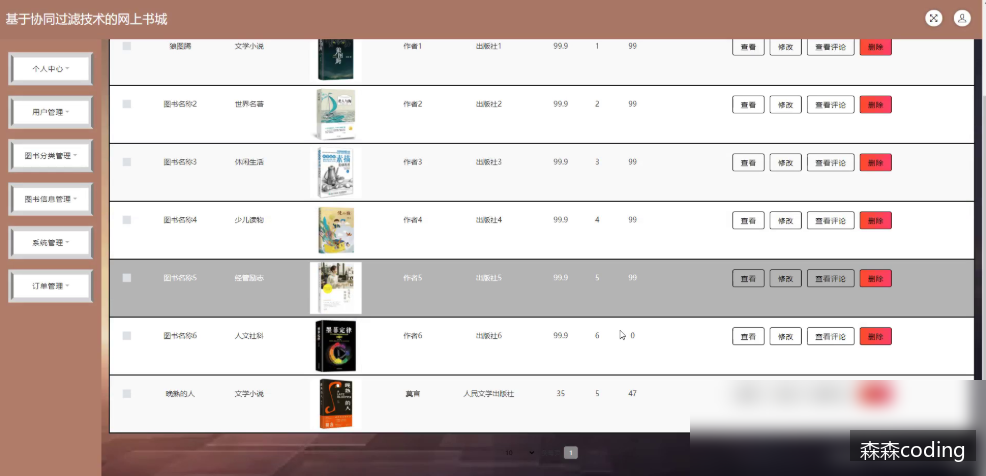 基于协同过滤技术的网上书城
个人中心
用户管理
图书分类管理
图书信息管理
系统管理
订单管理
狼图腾 文学小说 作者1 出版社1 99.9 1 99 查看 修改 查看评论 删除
图书名称2 世界名著 作者2 出版社2 99.9 2 99 查看 修改 查看评论 删除
图书名称3 休闲生活 作者3 出版社3 99.9 3 99 查看 修改 查看评论 删除
图书名称4 少儿读物 作者4 出版社4 99.9 4 99 查看 修改 查看评论 删除
图书名称5 经管励志 作者5 出版社5 99.9 5 99 查看 修改 查看评论 删除
图书名称6 人文社科 墨菲定律 作者6 出版社6 99.9 6 0 查看 修改 查看评论 删除
晚熟的人 文学小说 晚熟的人 莫言 人民文学出版社 35 5 47
10 1
森森coding